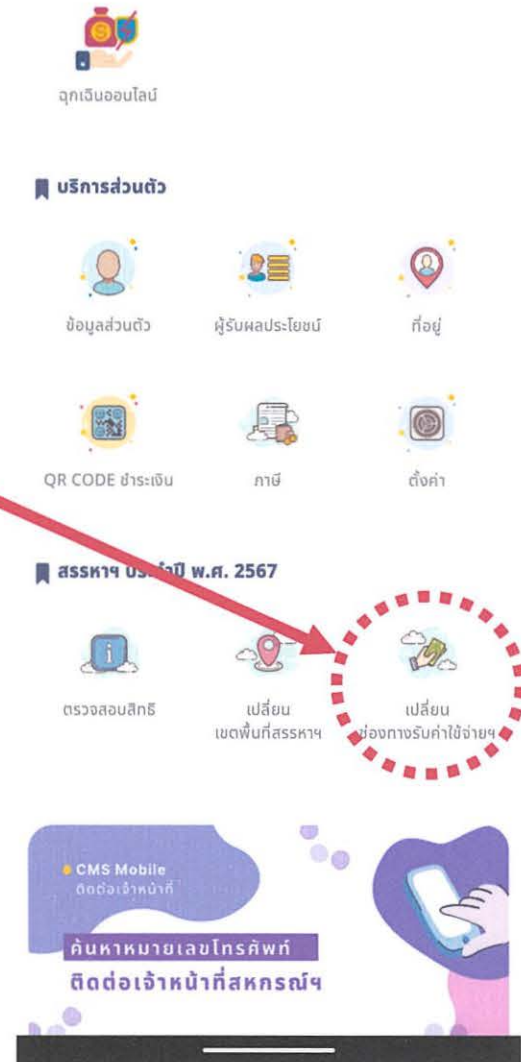 ฉุกเฉินออนไลน์
บริการส่วนตัว
ข้อมูลส่วนตัว
ผู้รับผลประโยชน์
ที่อยู่
QR CODE ชำระเงิน
ภาษี
ตั้งค่า
สรรหาฯ ประจำปี พ.ศ. 2567
ตรวจสอบสิทธิ
เปลี่ยน
เขตพื้นที่สรรหาฯ
เปลี่ยน
ช่องทางรับค่าใช้จ่ายฯ
CMS Mobile
ติดต่อเจ้าหน้าที่
ค้นหาหมายเลขโทรศัพท์
ติดต่อเจ้าหน้าที่สหกรณ์ฯ